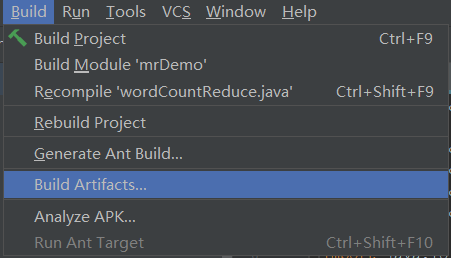 Build Run Tools VCS Window Help
Build Project Ctrl+F9
Build Module 'mrDemo'
Recompile 'wordCountReduce.java' Ctrl+Shift+F9
Rebuild Project
Generate Ant Build...
Build Artifacts...
Analyze APK...
Run Ant Target Ctrl+Shift+F10